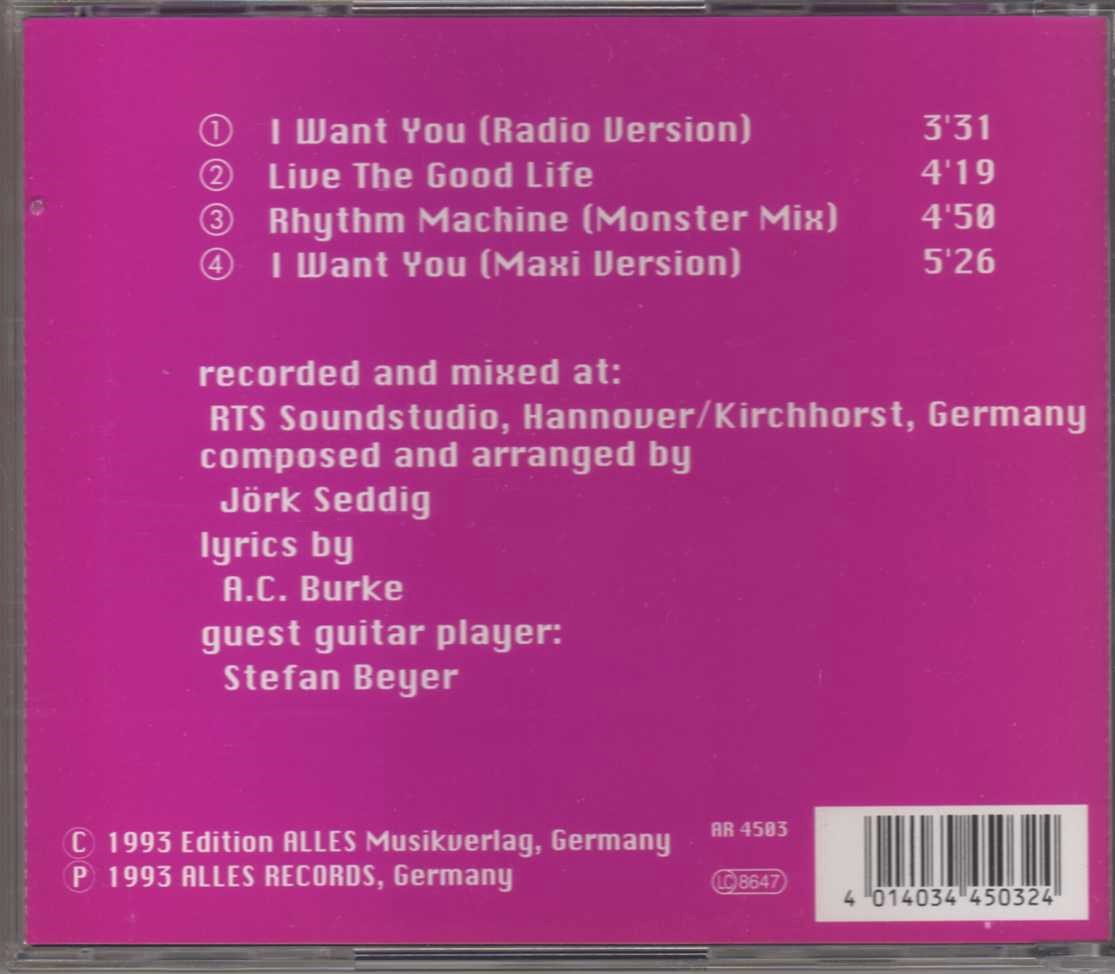 ① I Want You (Radio Version) 3'31
② Live The Good Life 4'19
③ Rhythm Machine (Monster Mix) 4'50
④ I Want You (Maxi Version) 5'26
recorded and mixed at:
RTS Soundstudio, Hannover/Kirchhorst, Germany
composed and arranged by
Jörk Seddig
lyrics by
A.C. Burke
guest guitar player:
Stefan Beyer
Ⓒ 1993 Edition ALLES Musikverlag, Germany
Ⓟ 1993 ALLES RECORDS, Germany
AR 4503
LC 8647
4 014034 450324